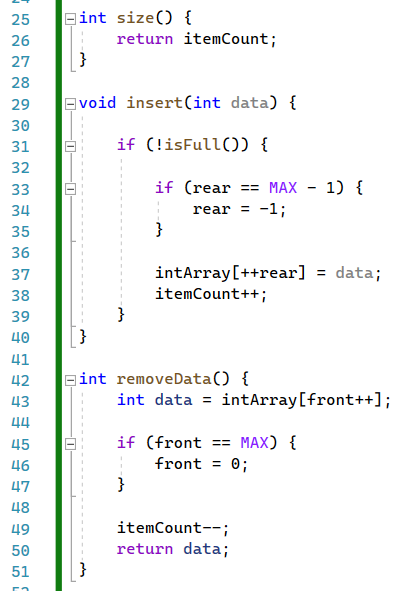 25 int size() {
26 return itemCount;
27 }
28
29 void insert(int data) {
30
31 if (!isFull()) {
32
33 if (rear == MAX - 1) {
34 rear = -1;
35 }
36
37 intArray[++rear] = data;
38 itemCount++;
39 }
40 }
41
42 int removeData() {
43 int data = intArray[front++];
44
45 if (front == MAX) {
46 front = 0;
47 }
48
49 itemCount--;
50 return data;
51 }